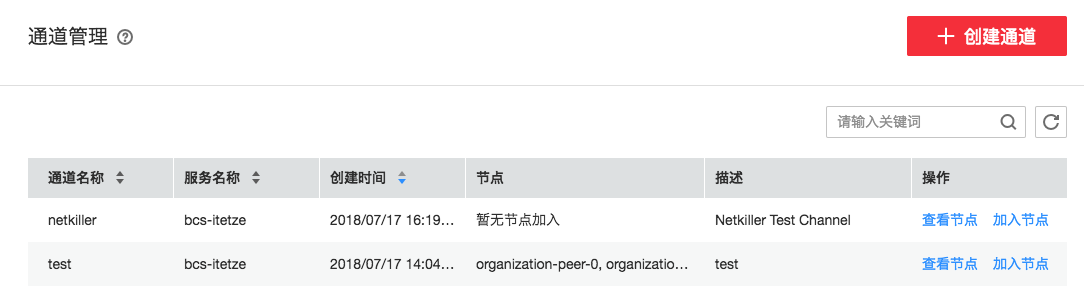 通道管理 ?
+ 创建通道
请输入关键词
通道名称 服务名称 创建时间 节点 描述 操作
netkiller bcs-itetze 2018/07/17 16:19... 暂无节点加入 Netkiller Test Channel 查看节点 加入节点
test bcs-itetze 2018/07/17 14:04... organization-peer-0, organizatio... test 查看节点 加入节点